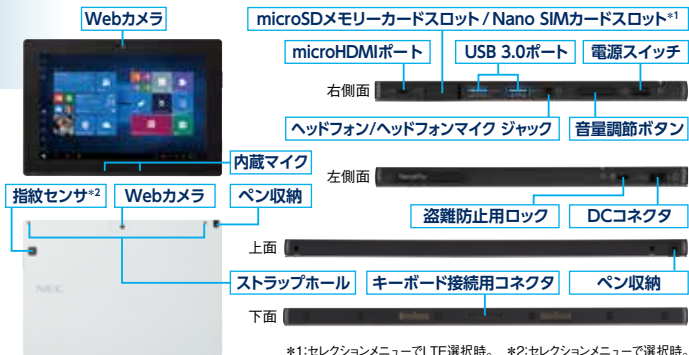 Webカメラ
microSDメモリーカードスロット / Nano SIMカードスロット*1
microHDMIポート
USB 3.0ポート
電源スイッチ
右側面
ヘッドフォン/ヘッドフォンマイク ジャック
音量調節ボタン
内蔵マイク
左側面
指紋センサ*2
Webカメラ
ペン収納
盗難防止用ロック
DCコネクタ
上面
ストラップホール
キーボード接続用コネクタ
ペン収納
NEC
下面
*1:セレクションメニューでLTE選択時。 *2:セレクションメニューで選択時。